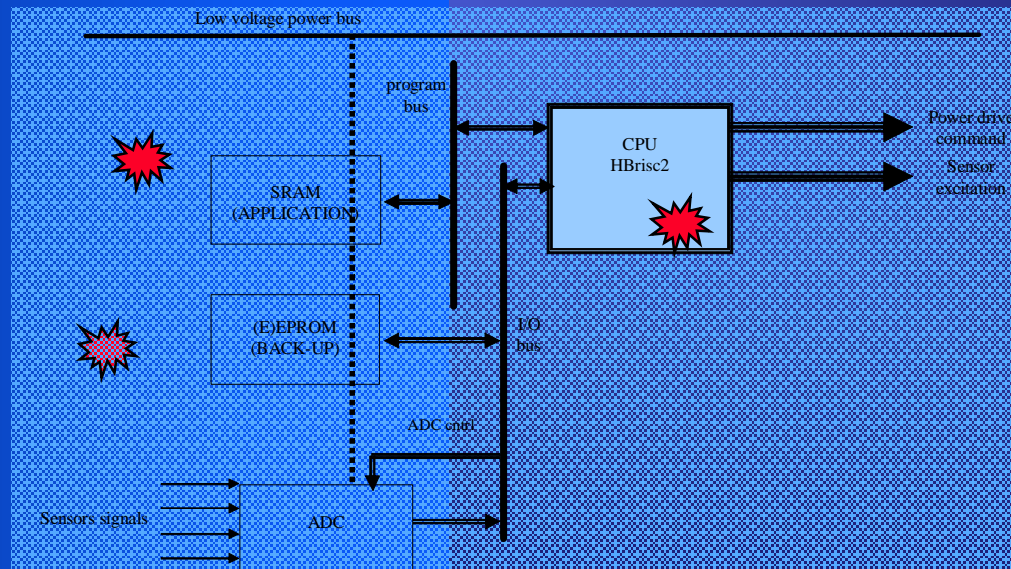 Low voltage power bus
program
bus
CPU
HBrisc2
Power drive
command
Sensor
excitation
SRAM
(APPLICATION)
(E)EPROM
(BACK-UP)
I/O
bus
ADC cntrl
Sensors signals
ADC